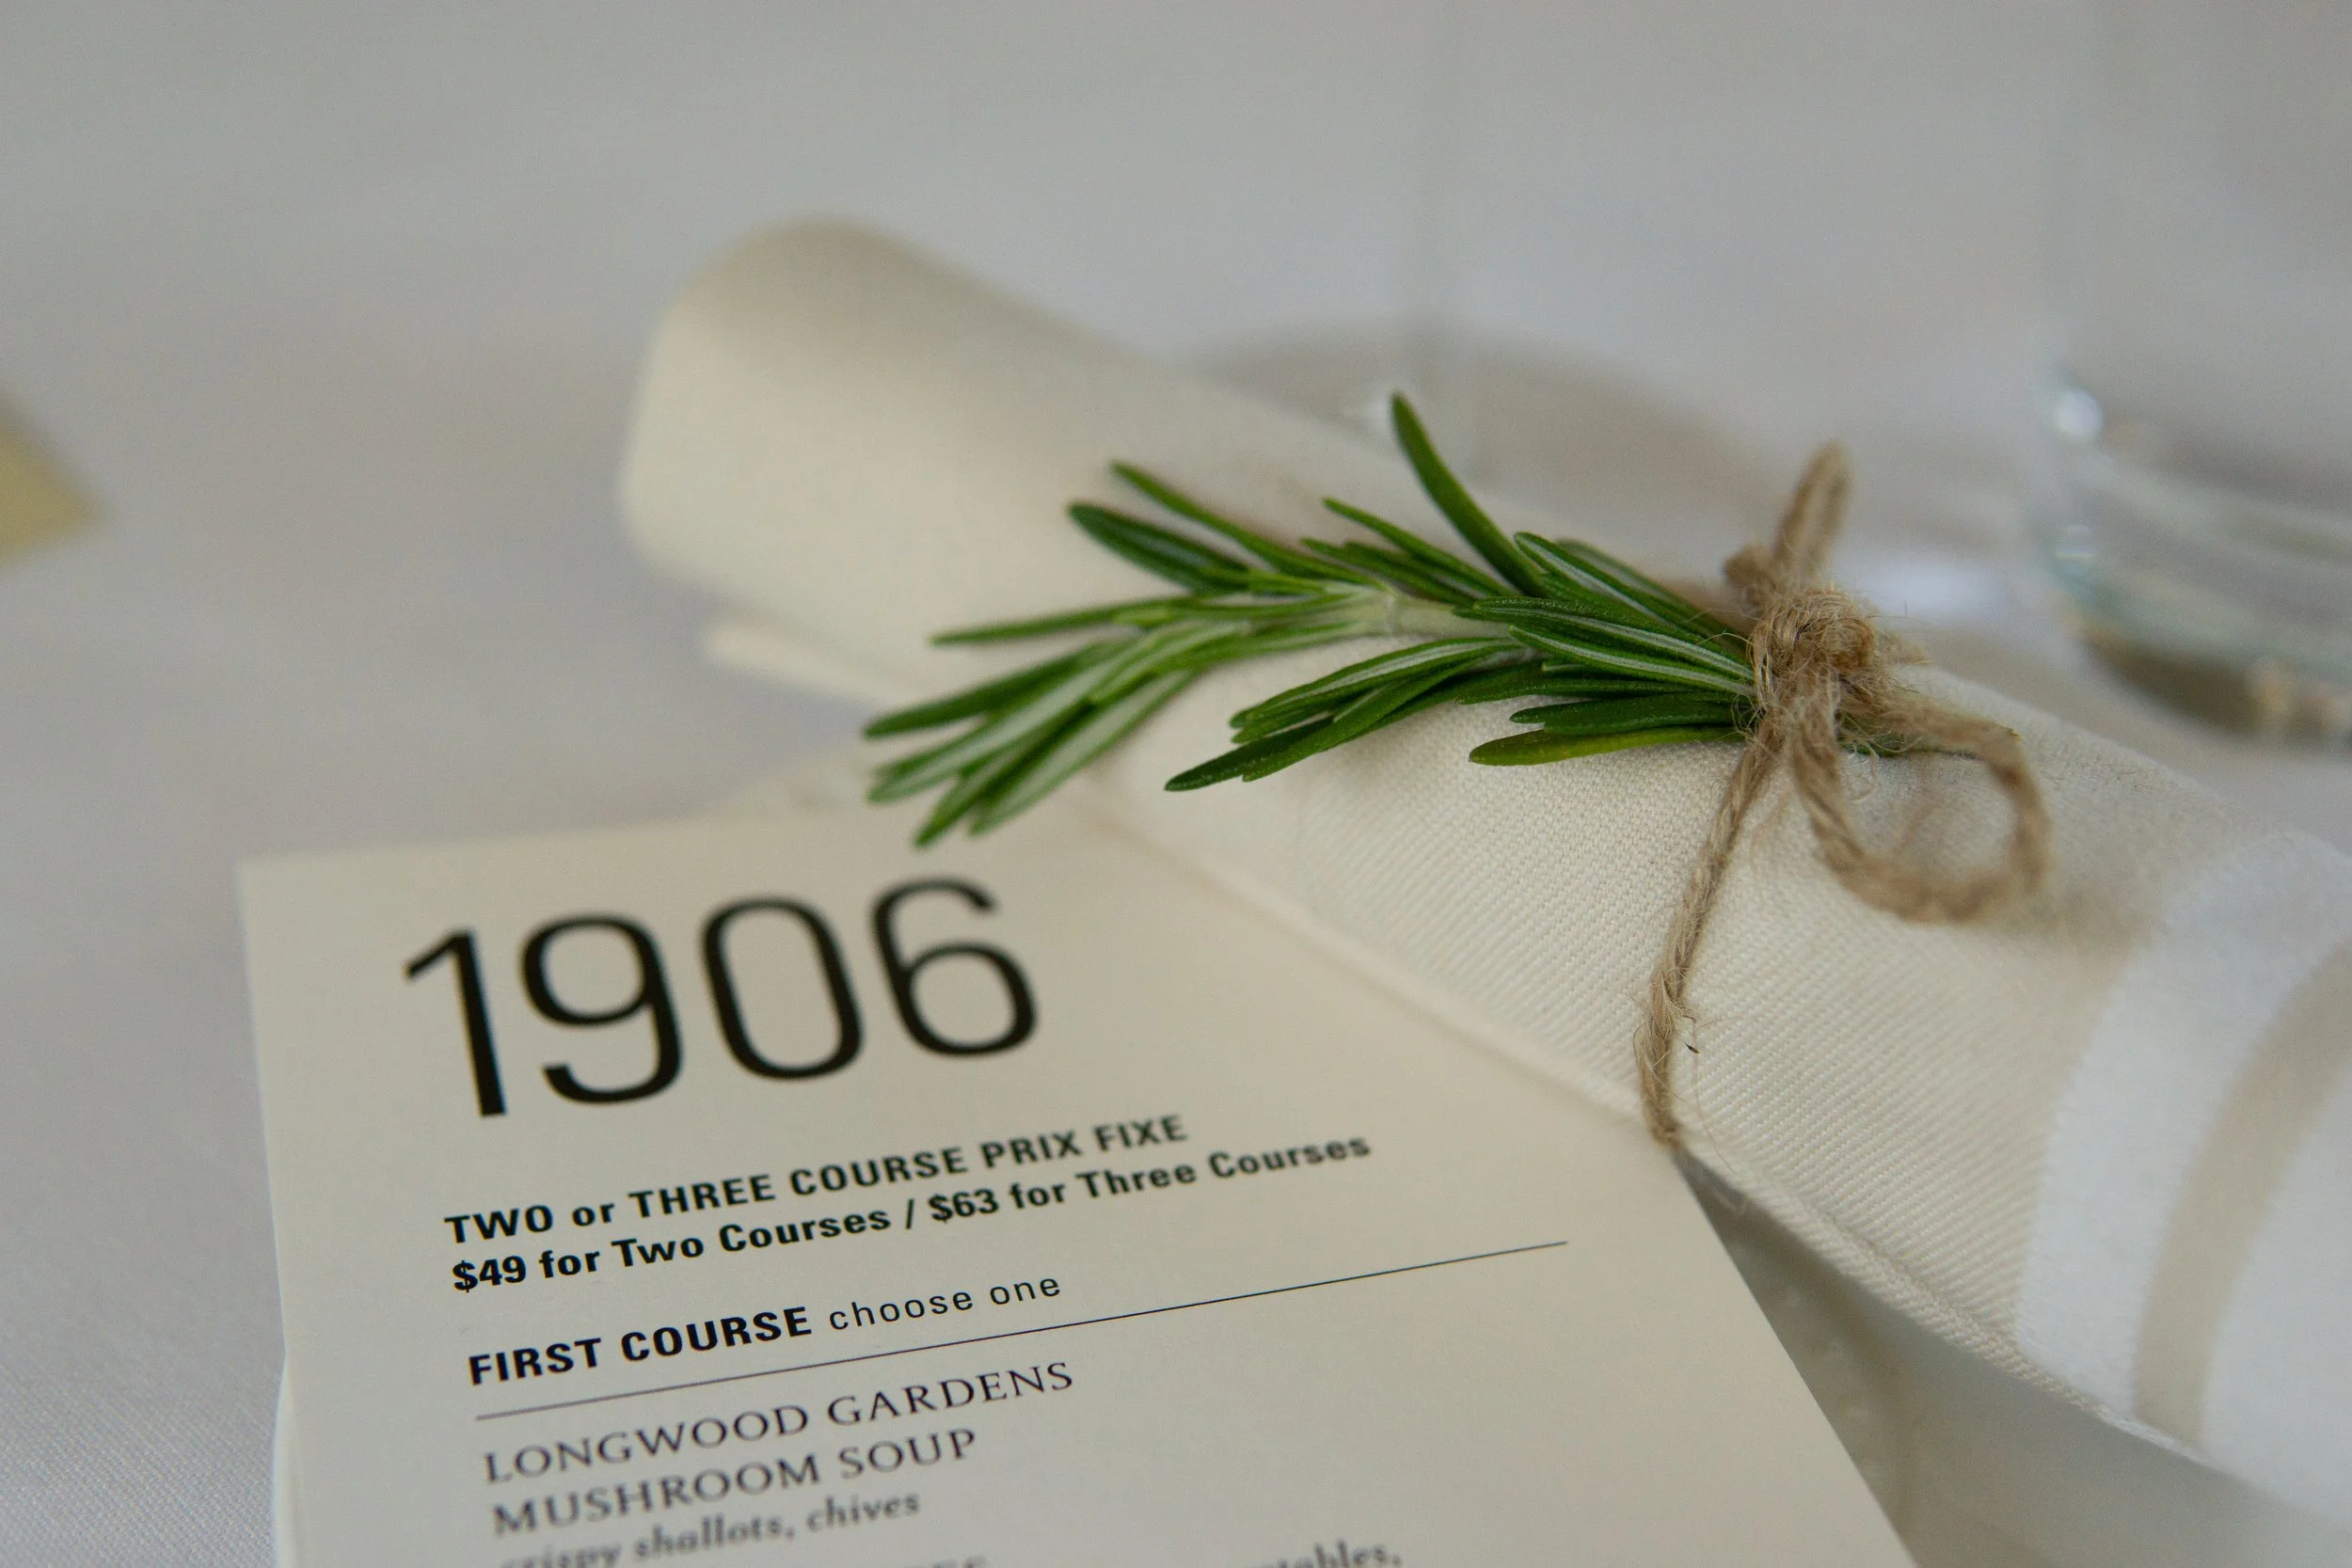 1906
TWO or THREE COURSE PRIX FIXE
$49 for Two Courses / $63 for Three Courses
FIRST COURSE choose one
LONGWOOD GARDENS
MUSHROOM SOUP
crispy shallots, chives